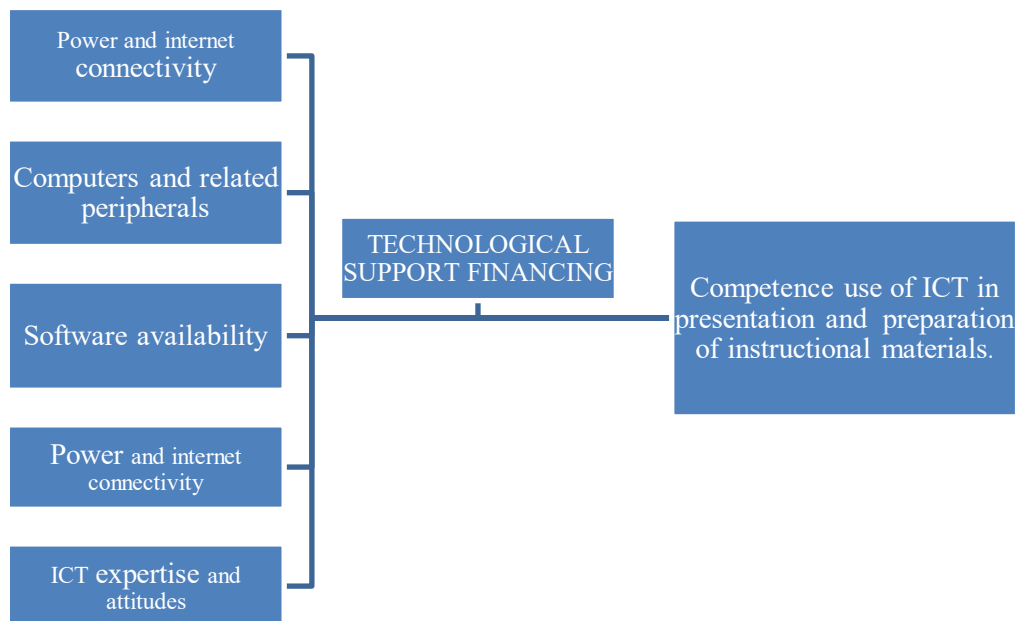 Power and internet
connectivity
Computers and related
peripherals
Software availability
Power and internet
connectivity
ICT expertise and
attitudes
TECHNOLOGICAL
SUPPORT FINANCING
Competence use of ICT in
presentation and preparation
of instructional materials.